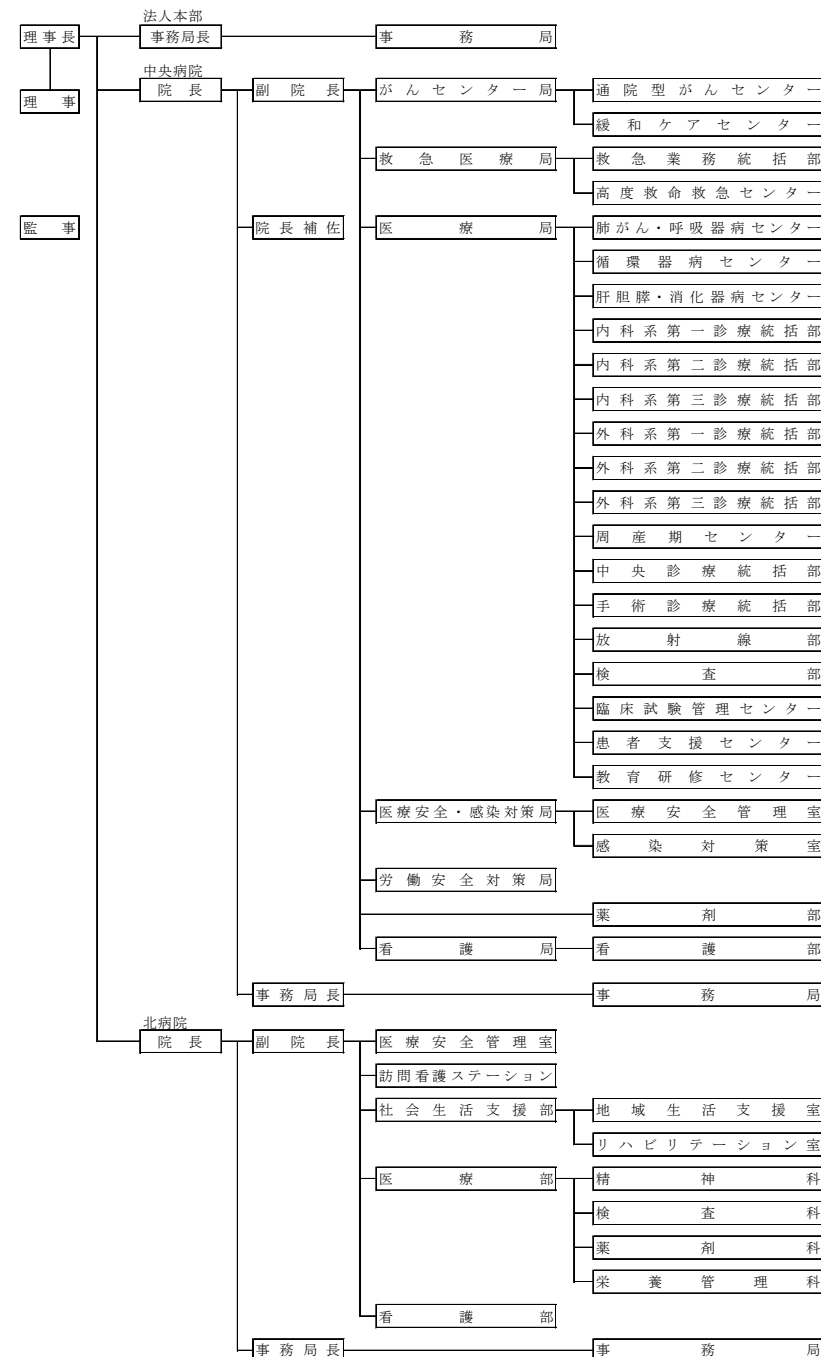 法人本部
理事長 事務局長 事務局
中央病院
院長 副院長 がんセンター局 通院型がんセンター
理事
緩和ケアセンター
救急医療局 救急業務統括部
高度救命救急センター
監事 院長補佐 医療局 肺がん・呼吸器病センター
循環器病センター
肝胆膵・消化器病センター
内科系第一診療統括部
内科系第二診療統括部
内科系第三診療統括部
外科系第一診療統括部
外科系第二診療統括部
外科系第三診療統括部
周産期センター
中央診療統括部
手術診療統括部
放射線部
検査部
臨床試験管理センター
患者支援センター
教育研修センター
医療安全・感染対策局 医療安全管理室
感染対策室
労働安全対策局
薬剤部
看護局 看護部
事務局長 事務局
北病院
院長 副院長 医療安全管理室
訪問看護ステーション
社会生活支援部 地域生活支援室
リハビリテーション室
医療部 精神科
検査科
薬剤科
栄養管理科
看護部
事務局長 事務局